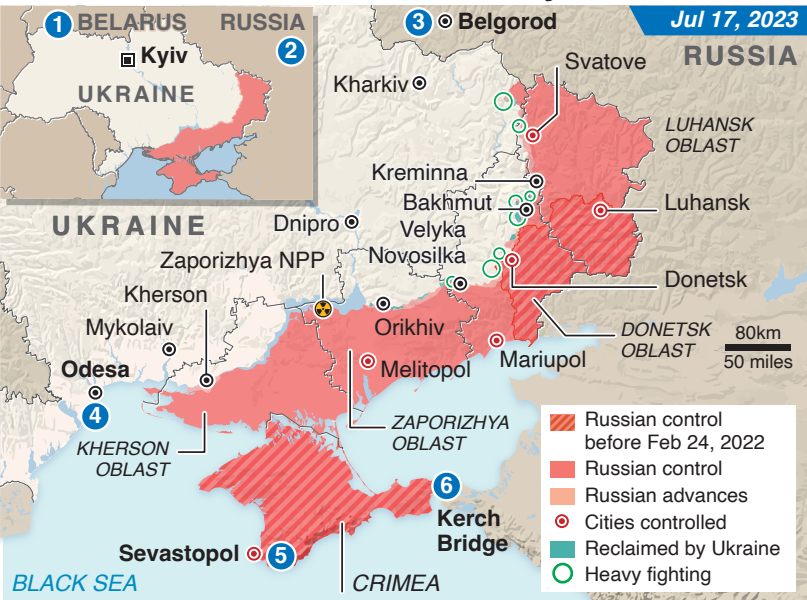 Jul 17, 2023
1 BELARUS
RUSSIA
2
Kyiv
UKRAINE
3 Belgorod
RUSSIA
Svatove
Kharkiv
LUHANSK
OBLAST
Kreminna
Bakhmut
Luhansk
UKRAINE
Dnipro
Velyka
Novosilka
Zaporizhya NPP
Donetsk
Kherson
Mykolaiv
Orikhiv
DONETSK
OBLAST
80km
50 miles
Odesa
4
Melitopol
Mariupol
KHERSON
OBLAST
ZAPORIZHYA
OBLAST
6
Kerch
Bridge
Sevastopol
5
BLACK SEA
CRIMEA
Russian control
before Feb 24, 2022
Russian control
Russian advances
Cities controlled
Reclaimed by Ukraine
Heavy fighting